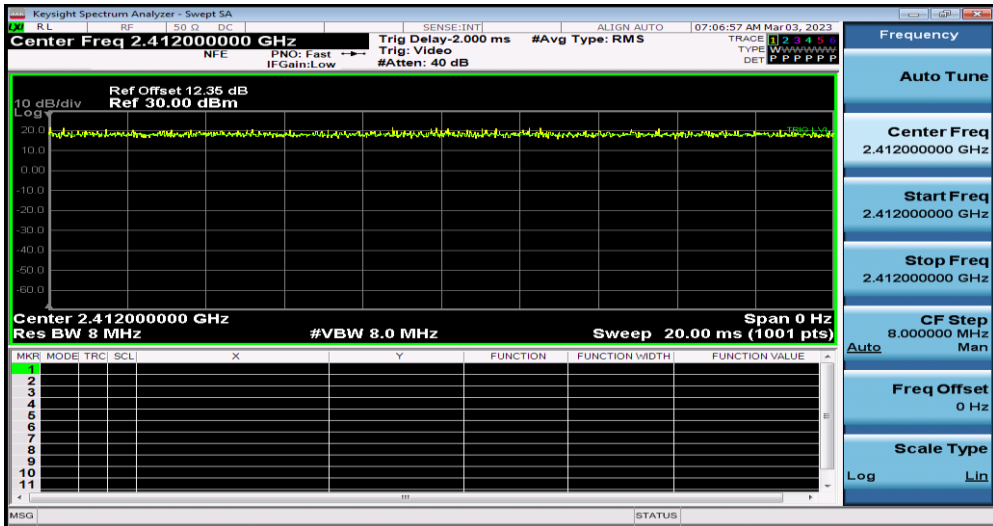 Keysight Spectrum Analyzer - Swept SA
LXI RL RF 50 Ω DC SENSE:INT ALIGN AUTO 07:06:57 AM Mar 03, 2023
Center Freq 2.412000000 GHz
NFE
PNO: Fast
IFGain:Low
Trig Delay-2.000 ms
Trig: Video
#Atten: 40 dB
#Avg Type: RMS
TRACE 1 2 3 4 5 6
TYPE W W W W W W
DET P P P P P P
Ref Offset 12.35 dB
10 dB/div Ref 30.00 dBm
Log
20.0
TRIG LVL
10.0
0.00
-10.0
-20.0
-30.0
-40.0
-50.0
-60.0
Center 2.412000000 GHz Span 0 Hz
Res BW 8 MHz #VBW 8.0 MHz Sweep 20.00 ms (1001 pts)
MKR MODE TRC SCL X Y FUNCTION FUNCTION WIDTH FUNCTION VALUE
1
2
3
4
5
6
7
8
9
10
11
MSG STATUS
Frequency
Auto Tune
Center Freq
2.412000000 GHz
Start Freq
2.412000000 GHz
Stop Freq
2.412000000 GHz
CF Step
8.000000 MHz
Auto Man
Freq Offset
0 Hz
Scale Type
Log Lin